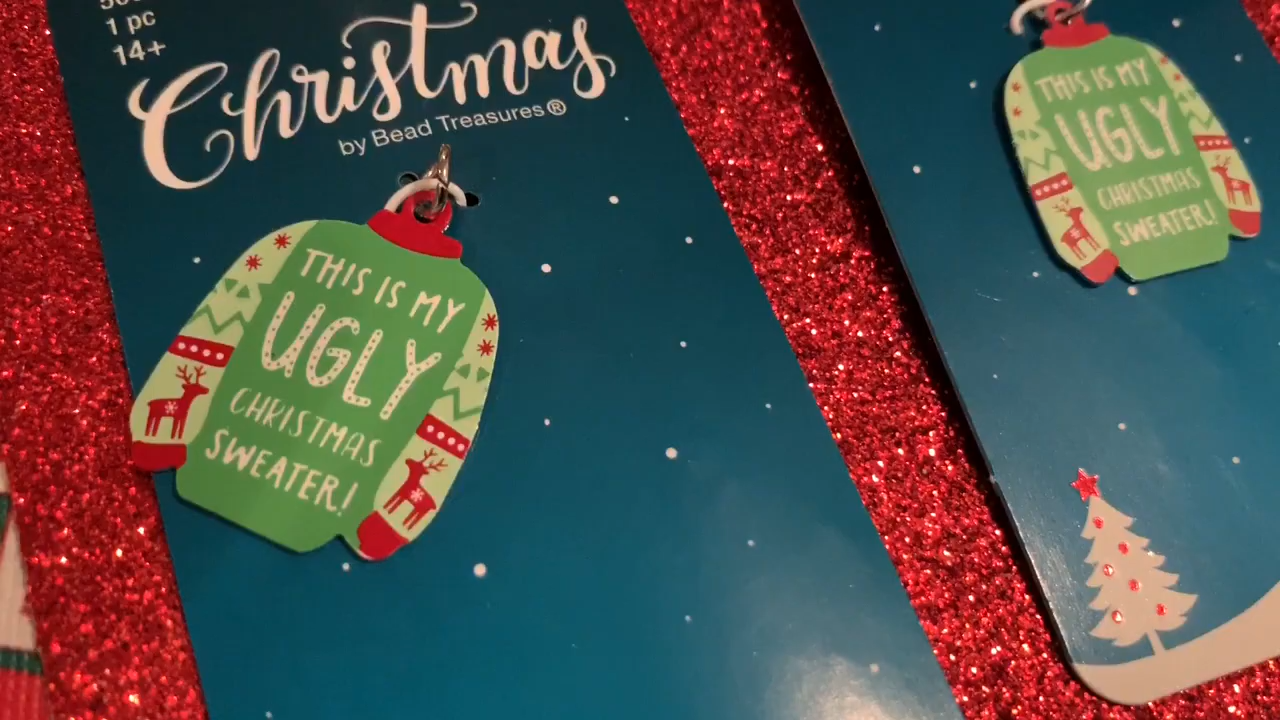 1 pc
14+
Christmas
by Bead Treasures®
THIS IS MY
UGLY
CHRISTMAS
SWEATER!
THIS IS MY
UGLY
CHRISTMAS
SWEATER!